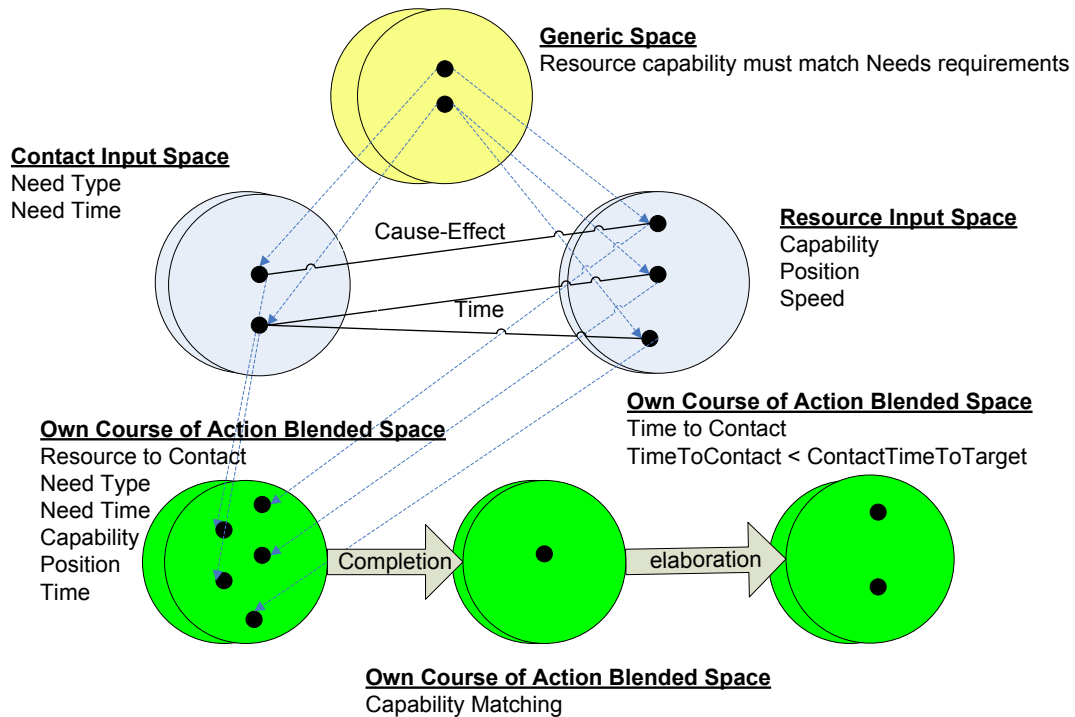 Generic Space
Resource capability must match Needs requirements
Contact Input Space
Need Type
Need Time
Cause-Effect
Time
Resource Input Space
Capability
Position
Speed
Own Course of Action Blended Space
Resource to Contact
Need Type
Need Time
Capability
Position
Time
Own Course of Action Blended Space
Time to Contact
TimeToContact < ContactTimeToTarget
Completion
elaboration
Own Course of Action Blended Space
Capability Matching